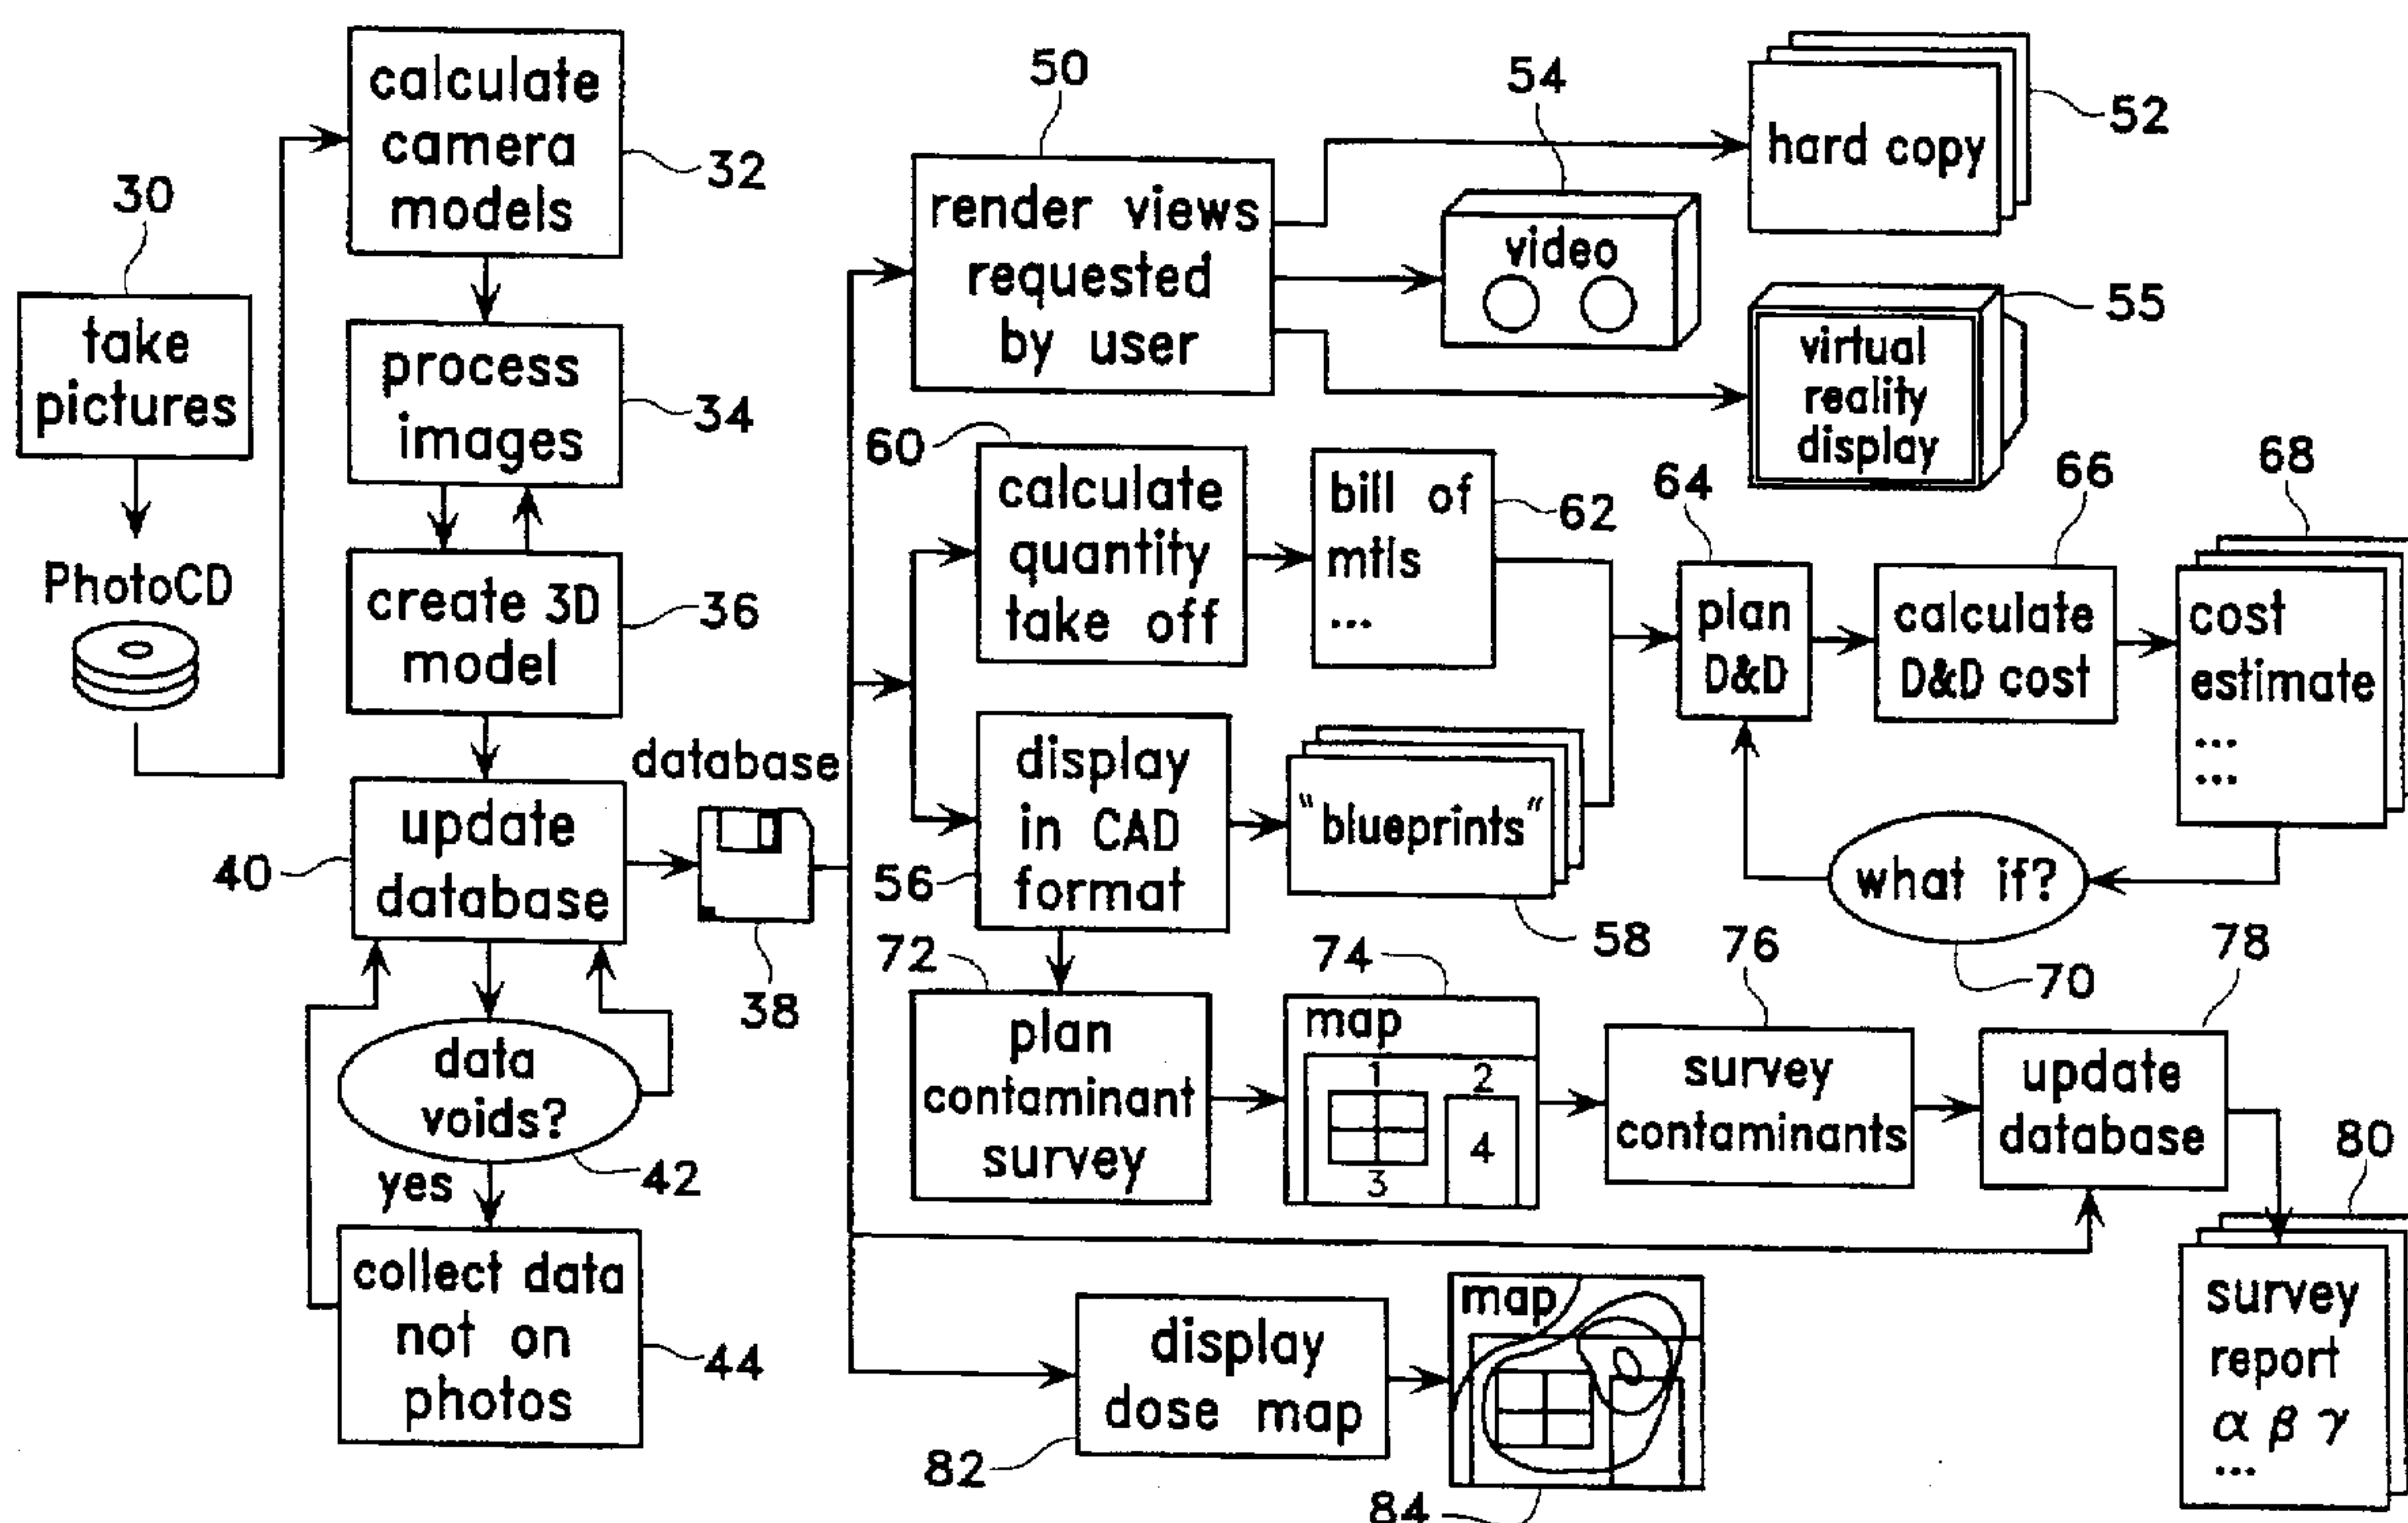 30
take
pictures
PhotoCD
calculate
camera
models
32
process
images
34
create 3D
model
36
update
database
40
database
38
data
voids?
42
yes
collect data
not on
photos
44
50
render views
requested
by user
hard copy
52
54
video
virtual
reality
display
55
60
calculate
quantity
take off
bill of
mtls
...
62
display
in CAD
format
56
"blueprints"
58
64
plan
D&D
66
calculate
D&D cost
68
cost
estimate
...
...
what if?
70
72
plan
contaminant
survey
74
map
1
2
3
4
76
survey
contaminants
78
update
database
80
survey
report
α β γ
...
display
dose map
82
map
84